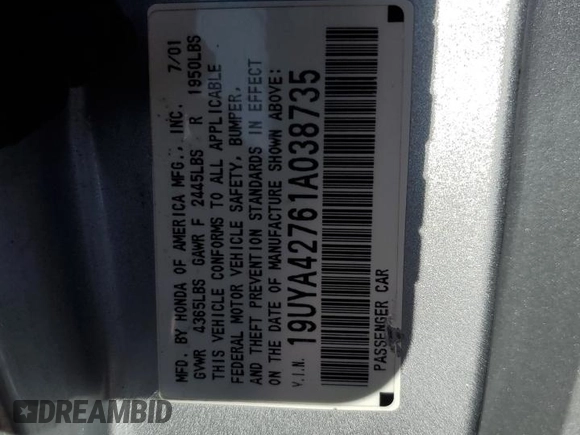 MFD. BY HONDA OF AMERICA MFG., INC. 7/01
GVWR 4365LBS GAWR F 2445LBS R 1950LBS
THIS VEHICLE CONFORMS TO ALL APPLICABLE
FEDERAL MOTOR VEHICLE SAFETY, BUMPER,
AND THEFT PREVENTION STANDARDS IN EFFECT
ON THE DATE OF MANUFACTURE SHOWN ABOVE:
V.I.N. 19UYA42761A038735
PASSENGER CAR
DREAMBID